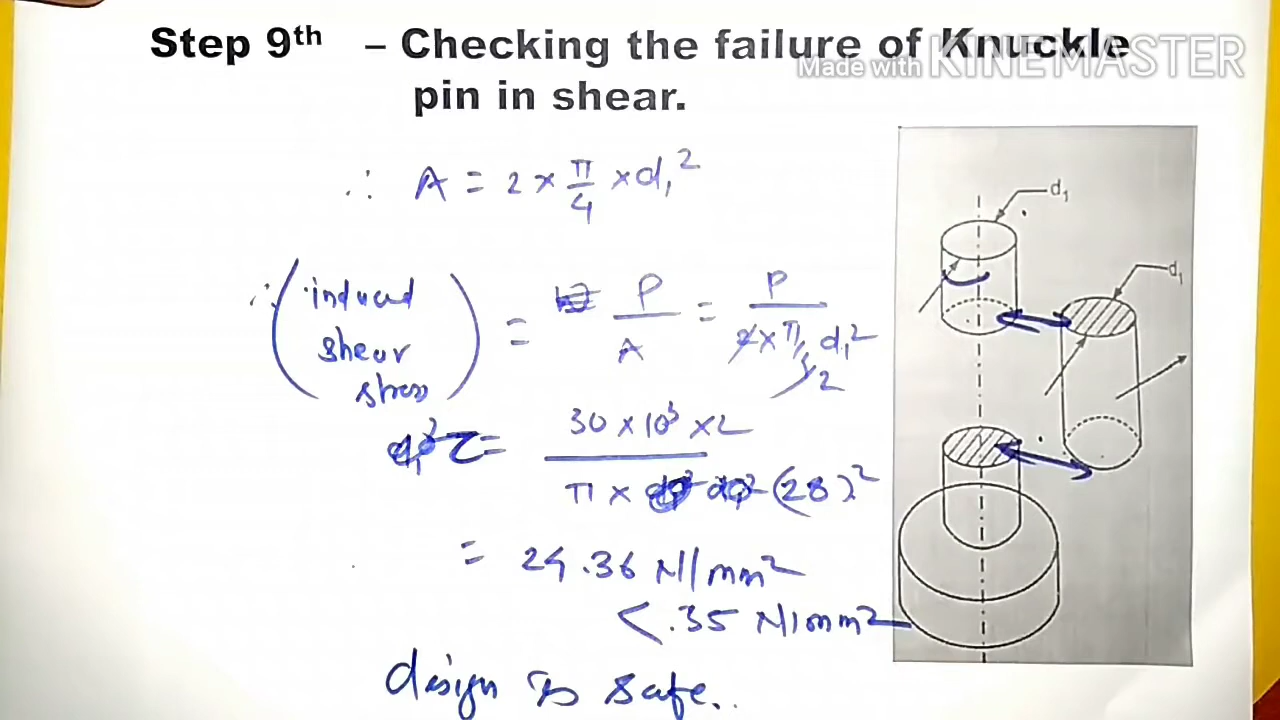 Step 9th – Checking the failure of Knuckle
Made with KINEMASTER
pin in shear.
∴ A = 2 × π/4 × d₁²
d₁
d₁
∴ (induced shear stress) = P/A = P / (2 × π/4 d₁²)
2
τ = 30 × 10³ × 2 / π × (28)²
= 24.36 N/mm²
< .35 N/mm²
design is safe.